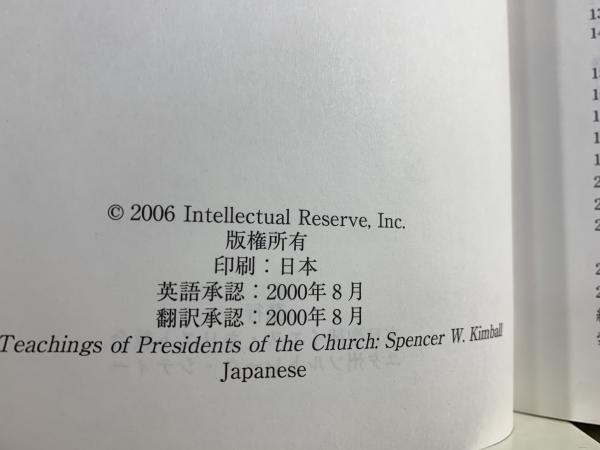 © 2006 Intellectual Reserve, Inc.
版権所有
印刷：日本
英語承認：2000年8月
翻訳承認：2000年8月
Teachings of Presidents of the Church: Spencer W. Kimball
Japanese